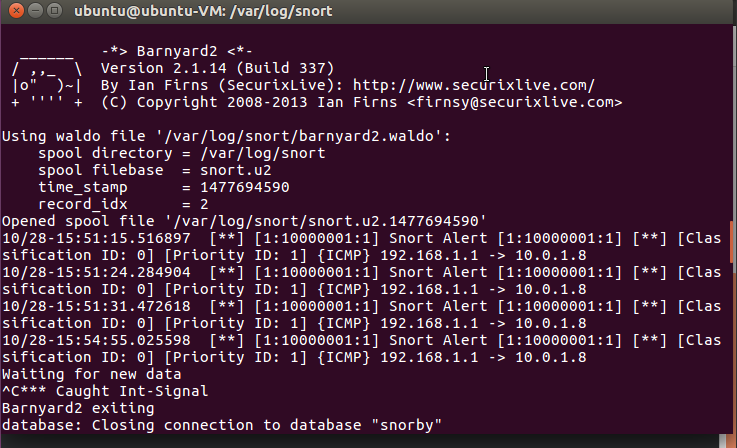 ubuntu@ubuntu-VM: /var/log/snort
  ______   -*> Barnyard2 <*-
 / ,,_  \  Version 2.1.14 (Build 337)
 |o"  )~|  By Ian Firns (SecurixLive): http://www.securixlive.com/
 + '''' +  (C) Copyright 2008-2013 Ian Firns <firnsy@securixlive.com>
Using waldo file '/var/log/snort/barnyard2.waldo':
    spool directory = /var/log/snort
    spool filebase  = snort.u2
    time_stamp      = 1477694590
    record_idx      = 2
Opened spool file '/var/log/snort/snort.u2.1477694590'
10/28-15:51:15.516897  [**] [1:10000001:1] Snort Alert [1:10000001:1] [**] [Clas
sification ID: 0] [Priority ID: 1] {ICMP} 192.168.1.1 -> 10.0.1.8
10/28-15:51:24.284904  [**] [1:10000001:1] Snort Alert [1:10000001:1] [**] [Clas
sification ID: 0] [Priority ID: 1] {ICMP} 192.168.1.1 -> 10.0.1.8
10/28-15:51:31.472618  [**] [1:10000001:1] Snort Alert [1:10000001:1] [**] [Clas
sification ID: 0] [Priority ID: 1] {ICMP} 192.168.1.1 -> 10.0.1.8
10/28-15:54:55.025598  [**] [1:10000001:1] Snort Alert [1:10000001:1] [**] [Clas
sification ID: 0] [Priority ID: 1] {ICMP} 192.168.1.1 -> 10.0.1.8
Waiting for new data
^C*** Caught Int-Signal
Barnyard2 exiting
database: Closing connection to database "snorby"